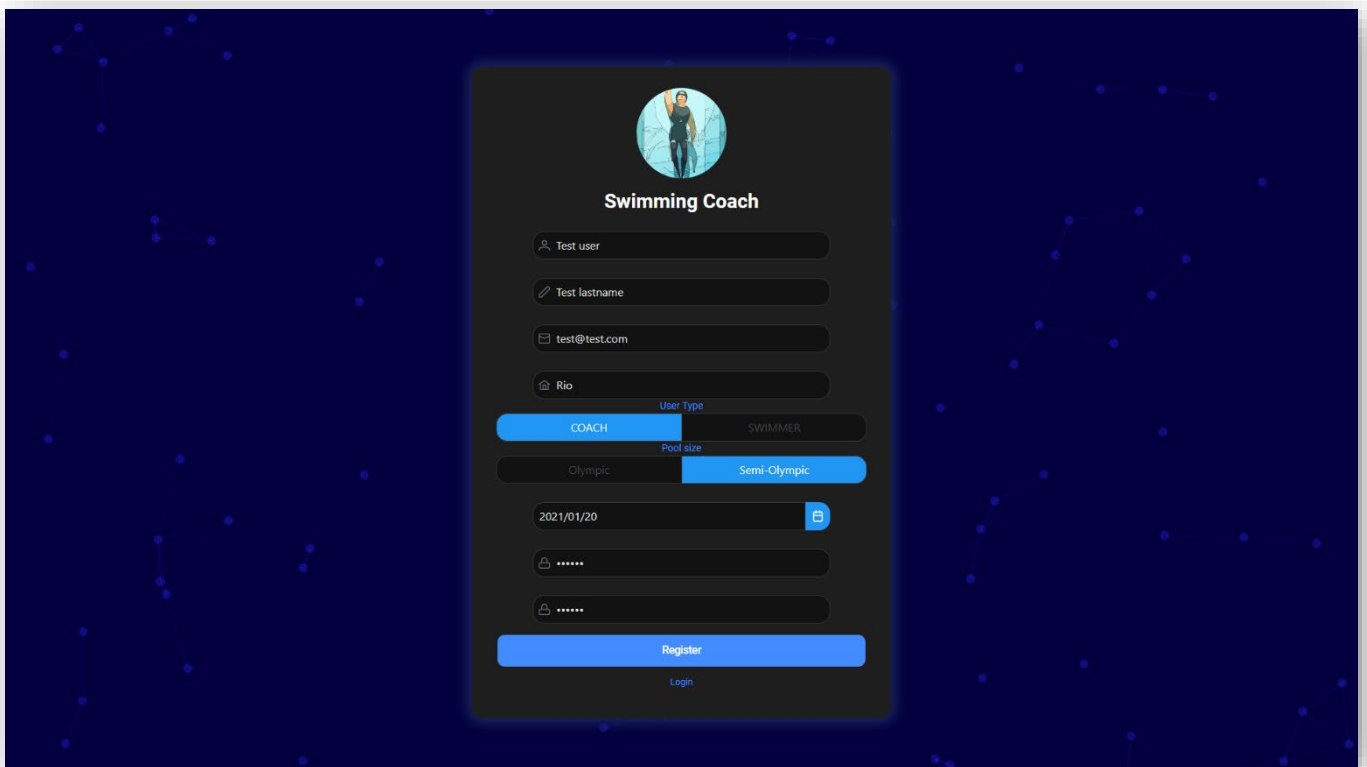 Swimming Coach
Test user
Test lastname
test@test.com
Rio
User Type
COACH SWIMMER
Pool size
Olympic Semi-Olympic
2021/01/20
••••••
••••••
Register
Login